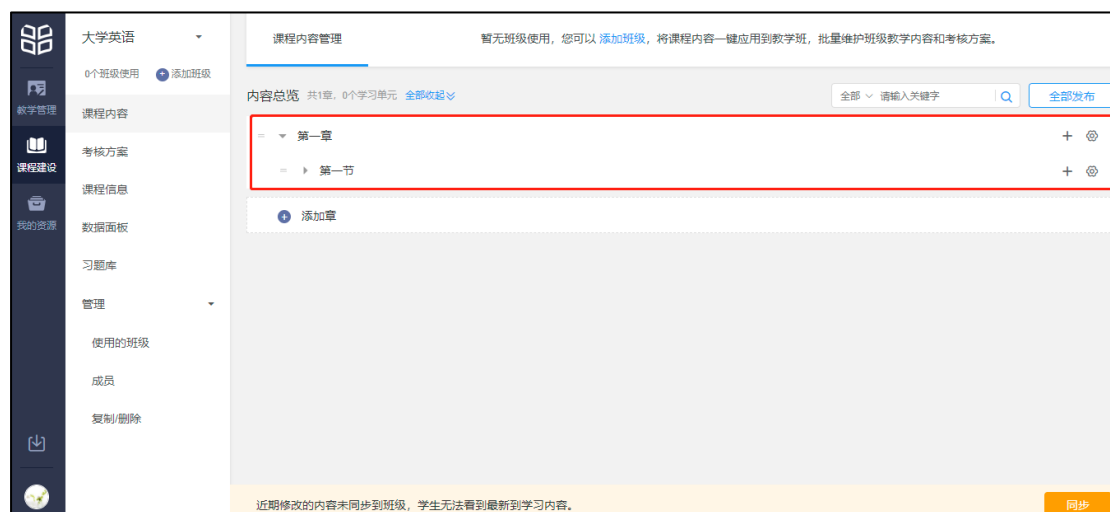 教学管理
课程建设
我的资源
大学英语
0个班级使用 添加班级
课程内容
考核方案
课程信息
数据面板
习题库
管理
使用的班级
成员
复制/删除
课程内容管理
暂无班级使用，您可以 添加班级，将课程内容一键应用到教学班，批量维护班级教学内容和考核方案。
内容总览 共1章，0个学习单元 全部收起
全部 请输入关键字
全部发布
第一章
第一节
添加章
近期修改的内容未同步到班级，学生无法看到最新到学习内容。
同步